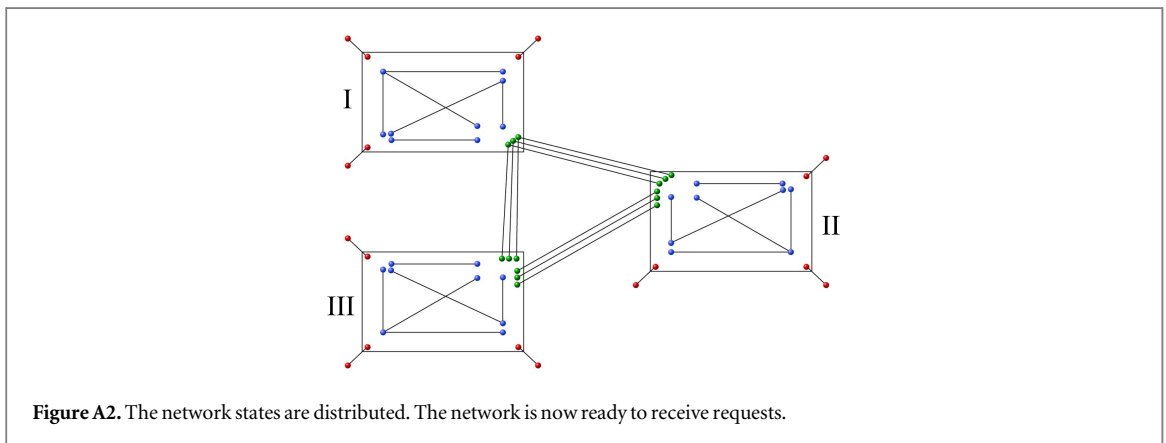 I
II
III
Figure A2. The network states are distributed. The network is now ready to receive requests.